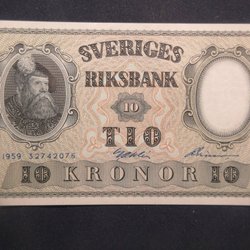 SVERIGES
RIKSBANK
10
TIO
1959 S2742075
10 KRONOR 10